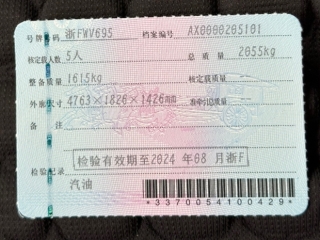 号牌号码 浙FWV695 档案编号 AX0000205101
核定载人数 5人 总质量 2055kg
整备质量 1615kg 核定载质量
外廓尺寸 4763×1826×1426mm 准牵引总质量
备注
检验有效期至2024 年08 月浙F
检验记录
汽油
*3370054100429*